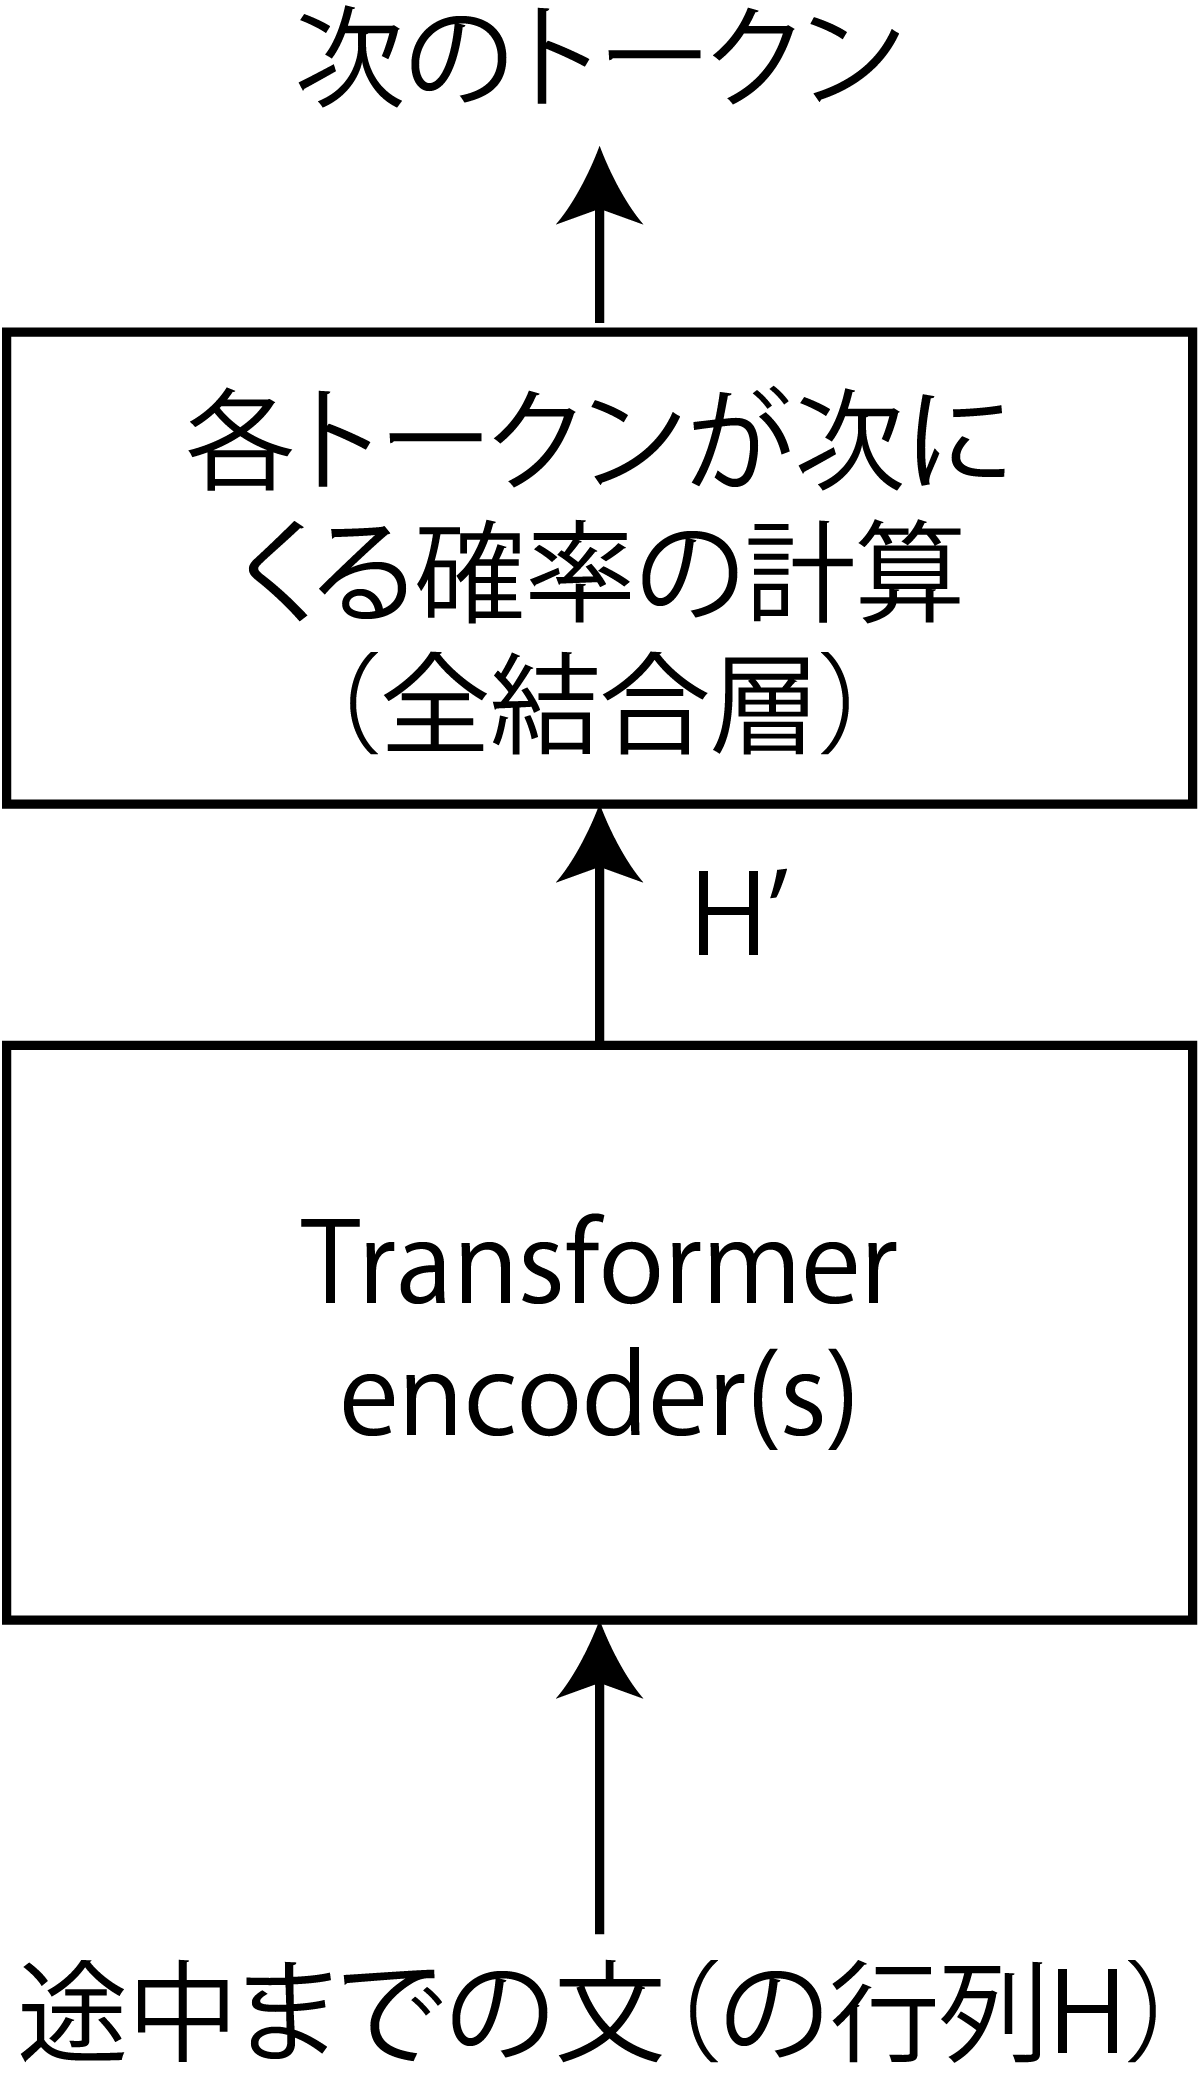 次のトークン
各トークンが次に
くる確率の計算
（全結合層）
H’
Transformer
encoder(s)
途中までの文（の行列H）